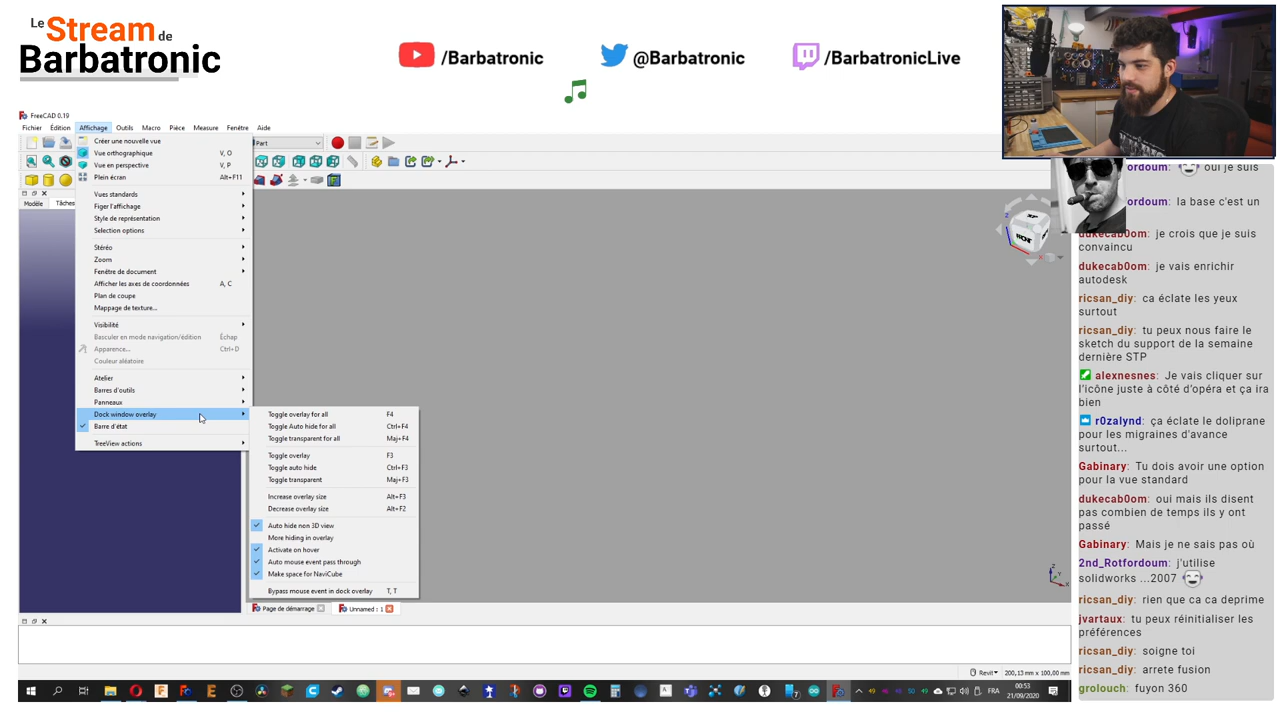 Le
Stream de
Barbatronic
/Barbatronic
@Barbatronic
/BarbatronicLive
FreeCAD 0.19
Fichier Édition Affichage Outils Macro Pièce Mesure Fenêtre Aide
Créer une nouvelle vue
Vue orthographique V, O
Vue en perspective V, P
Plein écran Alt+F11
Vues standards
Figer l'affichage
Style de représentation
Selection options
Stéréo
Zoom
Fenêtre de document
Afficher les axes de coordonnées A, C
Plan de coupe
Mappage de texture...
Visibilité
Basculer en mode navigation/édition Échap
Apparence... Ctrl+D
Couleur aléatoire
Atelier
Barres d'outils
Panneaux
Dock window overlay
Barre d'état
TreeView actions
Part
Modèle Tâches
Toggle overlay for all F4
Toggle Auto hide for all Ctrl+F4
Toggle transparent for all Maj+F4
Toggle overlay F3
Toggle auto hide Ctrl+F3
Toggle transparent Maj+F3
Increase overlay size Alt+F3
Decrease overlay size Alt+F2
Auto hide non 3D view
More hiding in overlay
Activate on hover
Auto mouse event pass through
Make space for NaviCube
Bypass mouse event in dock overlay T, T
Page de démarrage
Unnamed : 1
FRONT
Z
X
Revit 200,13 mm x 100,00 mm
FRA
00:53
21/09/2020
ordoum: oui je suis
ordoum: la base c'est un
dukecab0om: je crois que je suis
convaincu
dukecab0om: je vais enrichir
autodesk
ricsan_diy: ca éclate les yeux
surtout
ricsan_diy: tu peux nous faire le
sketch du support de la semaine
dernière STP
alexnesnes: Je vais cliquer sur
l'icône juste à côté d'opéra et ça ira
bien
r0zalynd: ça éclate le doliprane
pour les migraines d'avance
surtout...
Gabinary: Tu dois avoir une option
pour la vue standard
dukecab0om: oui mais ils disent
pas combien de temps ils y ont
passé
Gabinary: Mais je ne sais pas où
2nd_Rotfordoum: j'utilise
solidworks ...2007
ricsan_diy: rien que ca ca deprime
jvartaux: tu peux réinitialiser les
préférences
ricsan_diy: soigne toi
ricsan_diy: arrete fusion
grolouch: fuyon 360